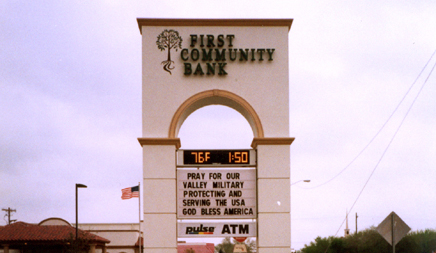 FIRST
COMMUNITY
BANK
76F 1:50
PRAY FOR OUR
VALLEY MILITARY
PROTECTING AND
SERVING THE USA
GOD BLESS AMERICA
pulse ATM